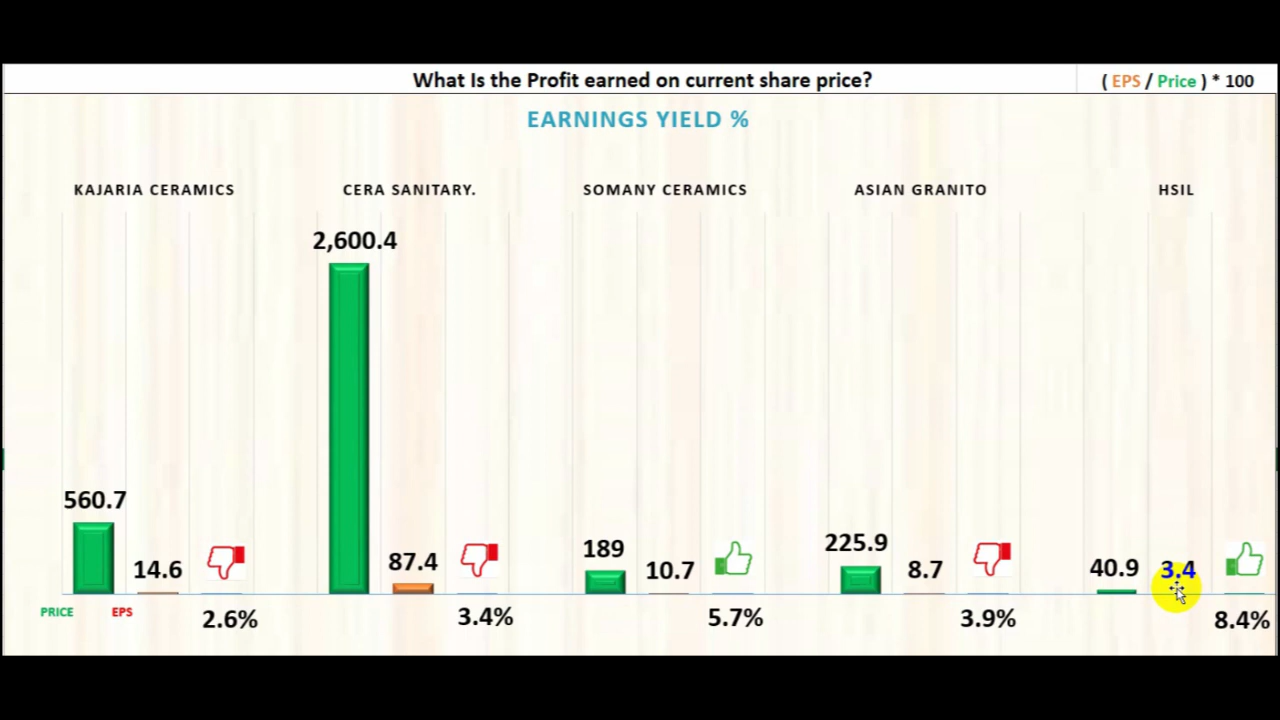 What Is the Profit earned on current share price? ( EPS / Price ) * 100
EARNINGS YIELD %
KAJARIA CERAMICS CERA SANITARY. SOMANY CERAMICS ASIAN GRANITO HSIL
2,600.4
560.7
14.6
87.4
189
10.7
225.9
8.7
40.9
3.4
PRICE EPS
2.6% 3.4% 5.7% 3.9% 8.4%